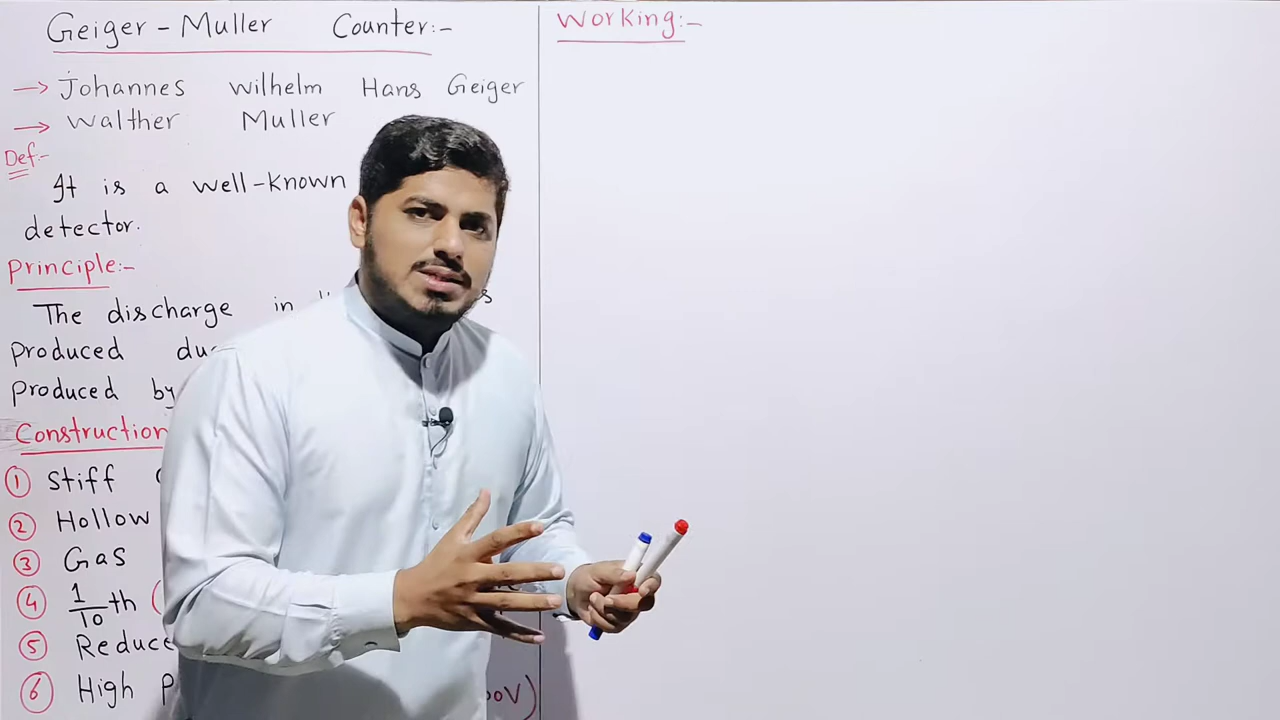 Geiger - Muller Counter:-
→ Johannes Wilhelm Hans Geiger
→ Walther Muller
Def:-
It is a well-known
detector.
Principle:-
The discharge in
produced
produced by
Construction
① Stiff
② Hollow
③ Gas
④ 1/10 th (
⑤ Reduce
⑥ High P
00V)
Working:-